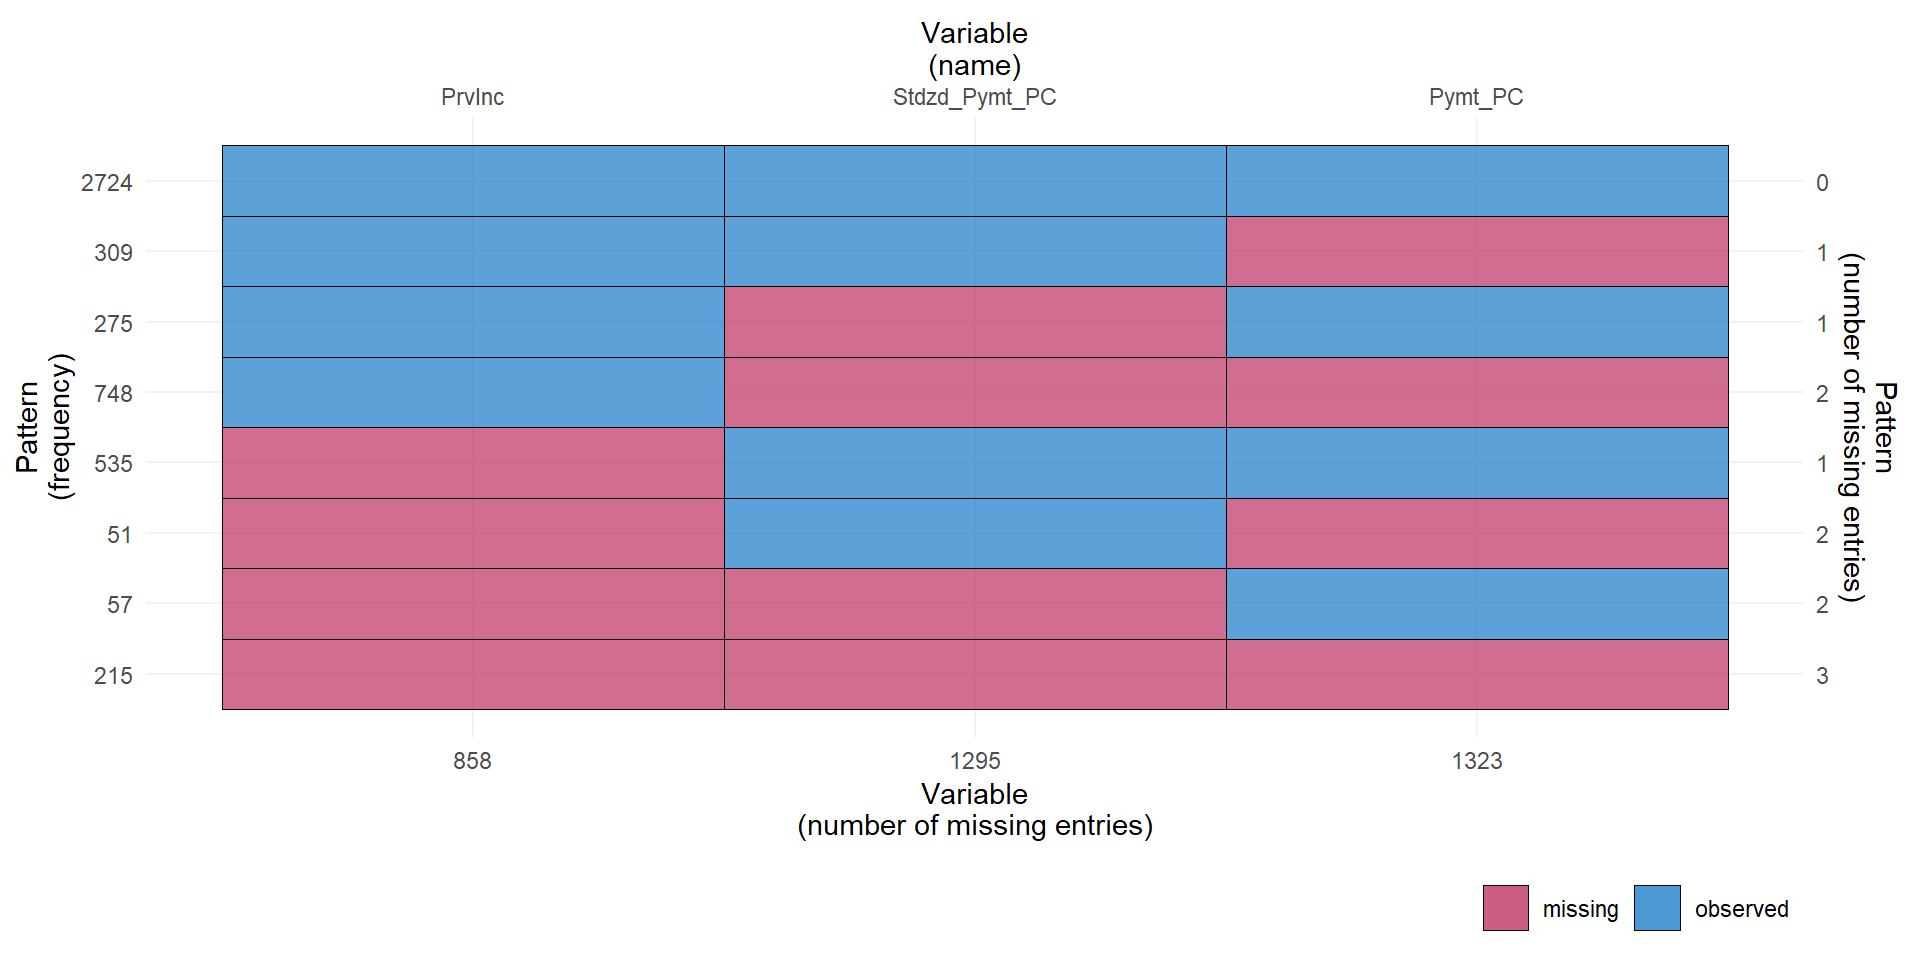 Variable
(name)
PrvInc Stdzd_Pymt_PC Pymt_PC
2724 0
309 1
275 1
748 2
535 1
51 2
57 2
215 3
Pattern
(frequency)
Pattern
(number of missing entries)
858 1295 1323
Variable
(number of missing entries)
missing observed